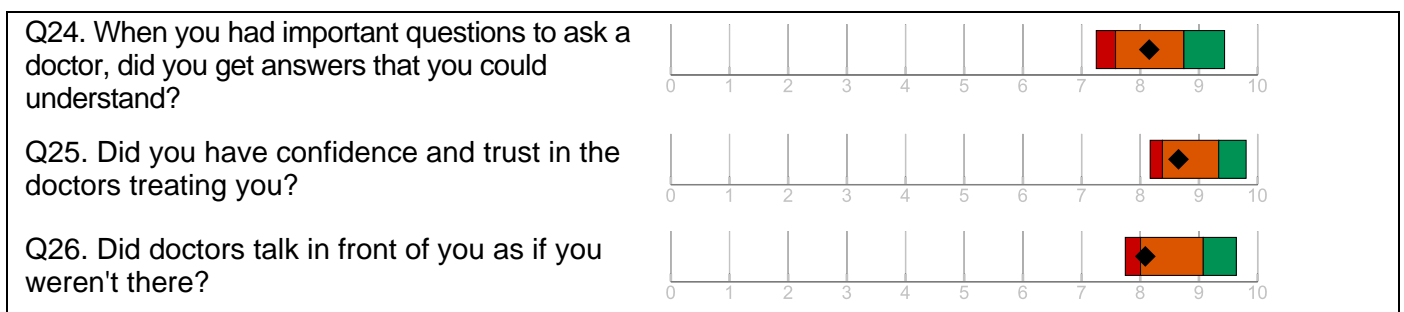 Q24. When you had important questions to ask a
doctor, did you get answers that you could
understand?
0 1 2 3 4 5 6 7 8 9 10
Q25. Did you have confidence and trust in the
doctors treating you?
0 1 2 3 4 5 6 7 8 9 10
Q26. Did doctors talk in front of you as if you
weren't there?
0 1 2 3 4 5 6 7 8 9 10